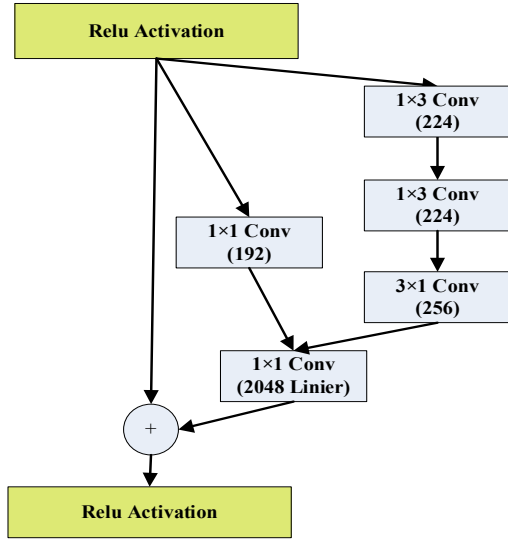 Relu Activation
1×3 Conv
(224)
1×3 Conv
(224)
1×1 Conv
(192)
3×1 Conv
(256)
1×1 Conv
(2048 Linier)
+
Relu Activation